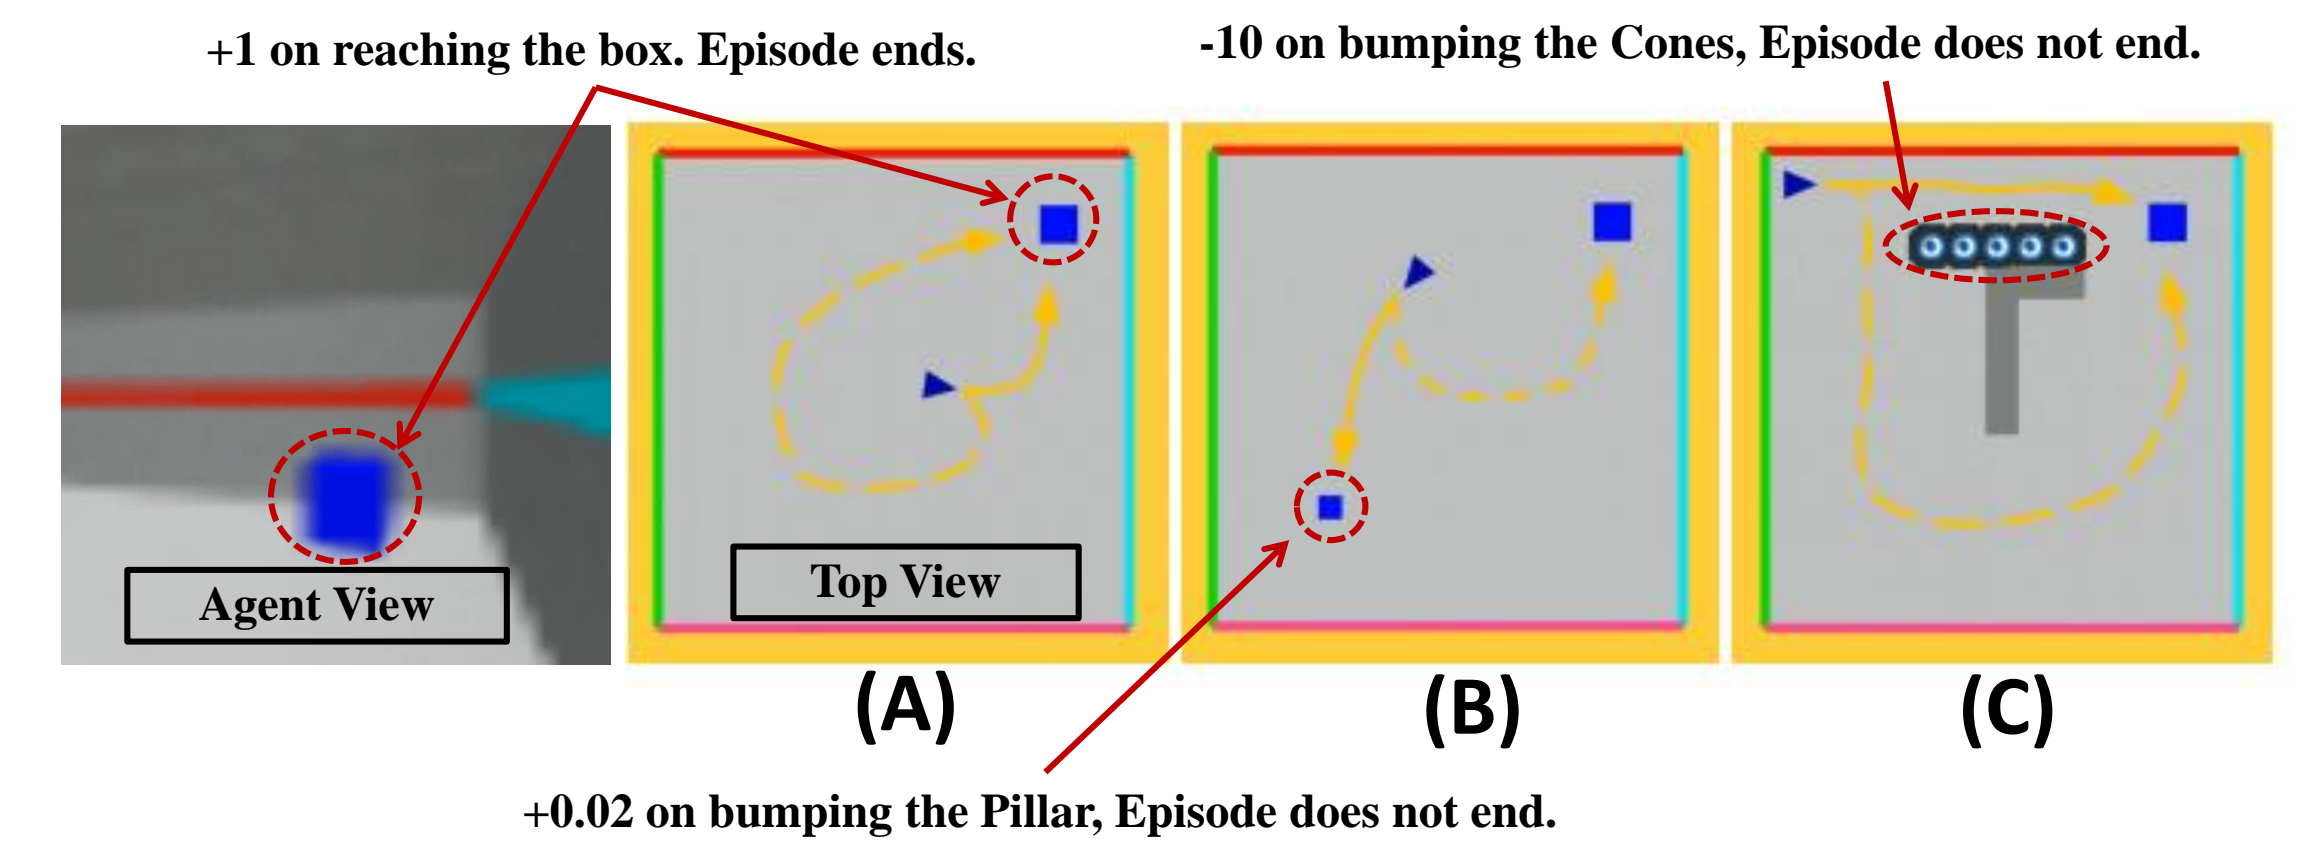 +1 on reaching the box. Episode ends.
-10 on bumping the Cones, Episode does not end.
Agent View
Top View
(A)
(B)
(C)
+0.02 on bumping the Pillar, Episode does not end.